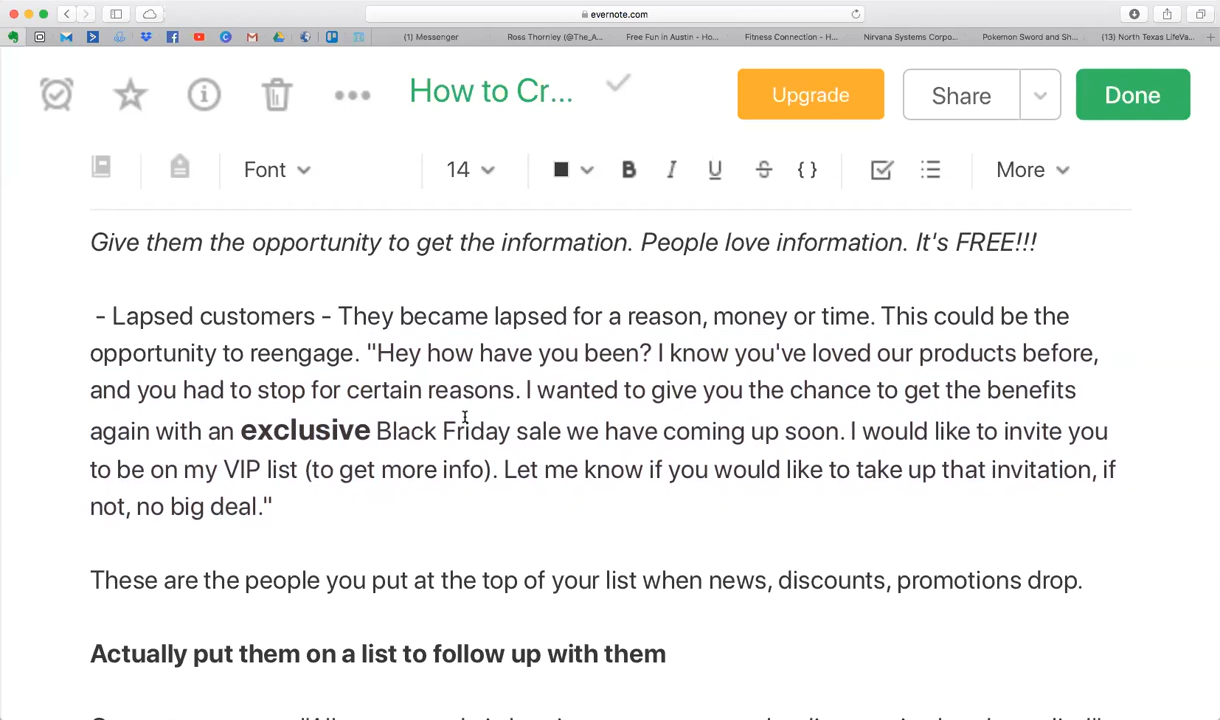 evernote.com
(1) Messenger
Ross Thornley (@The_A...
Free Fun in Austin - Ho...
Fitness Connection - H...
Nirvana Systems Corpo...
Pokemon Sword and Sh...
(13) North Texas LifeVa...
How to Cr...
Upgrade
Share
Done
Font
14
B
I
U
S
{ }
More
Give them the opportunity to get the information. People love information. It's FREE!!!
- Lapsed customers - They became lapsed for a reason, money or time. This could be the
opportunity to reengage. "Hey how have you been? I know you've loved our products before,
and you had to stop for certain reasons. I wanted to give you the chance to get the benefits
again with an exclusive Black Friday sale we have coming up soon. I would like to invite you
to be on my VIP list (to get more info). Let me know if you would like to take up that invitation, if
not, no big deal."
These are the people you put at the top of your list when news, discounts, promotions drop.
Actually put them on a list to follow up with them